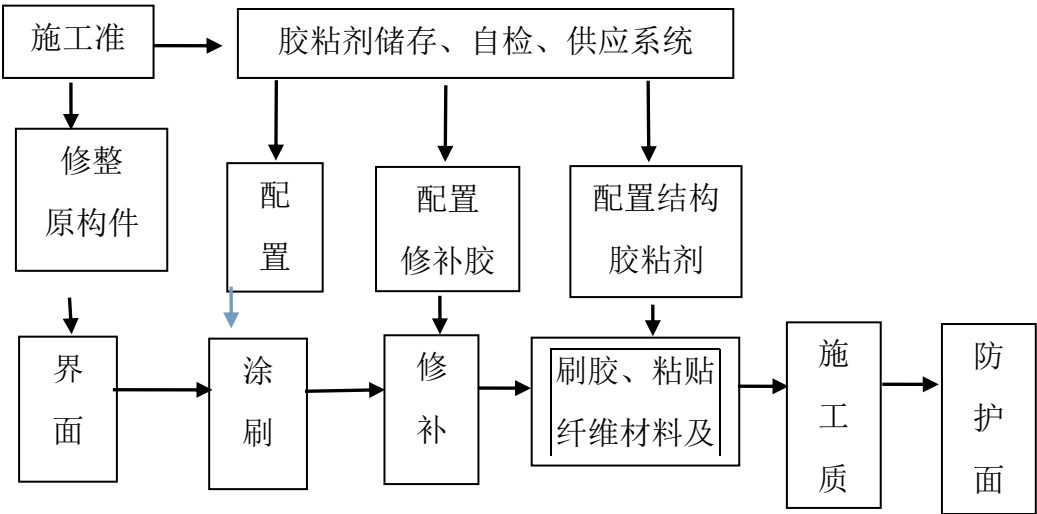 施工准
胶粘剂储存、自检、供应系统
修整
原构件
配
置
配置
修补胶
配置结构
胶粘剂
界
面
涂
刷
修
补
刷胶、粘贴
纤维材料及
施
工
质
防
护
面